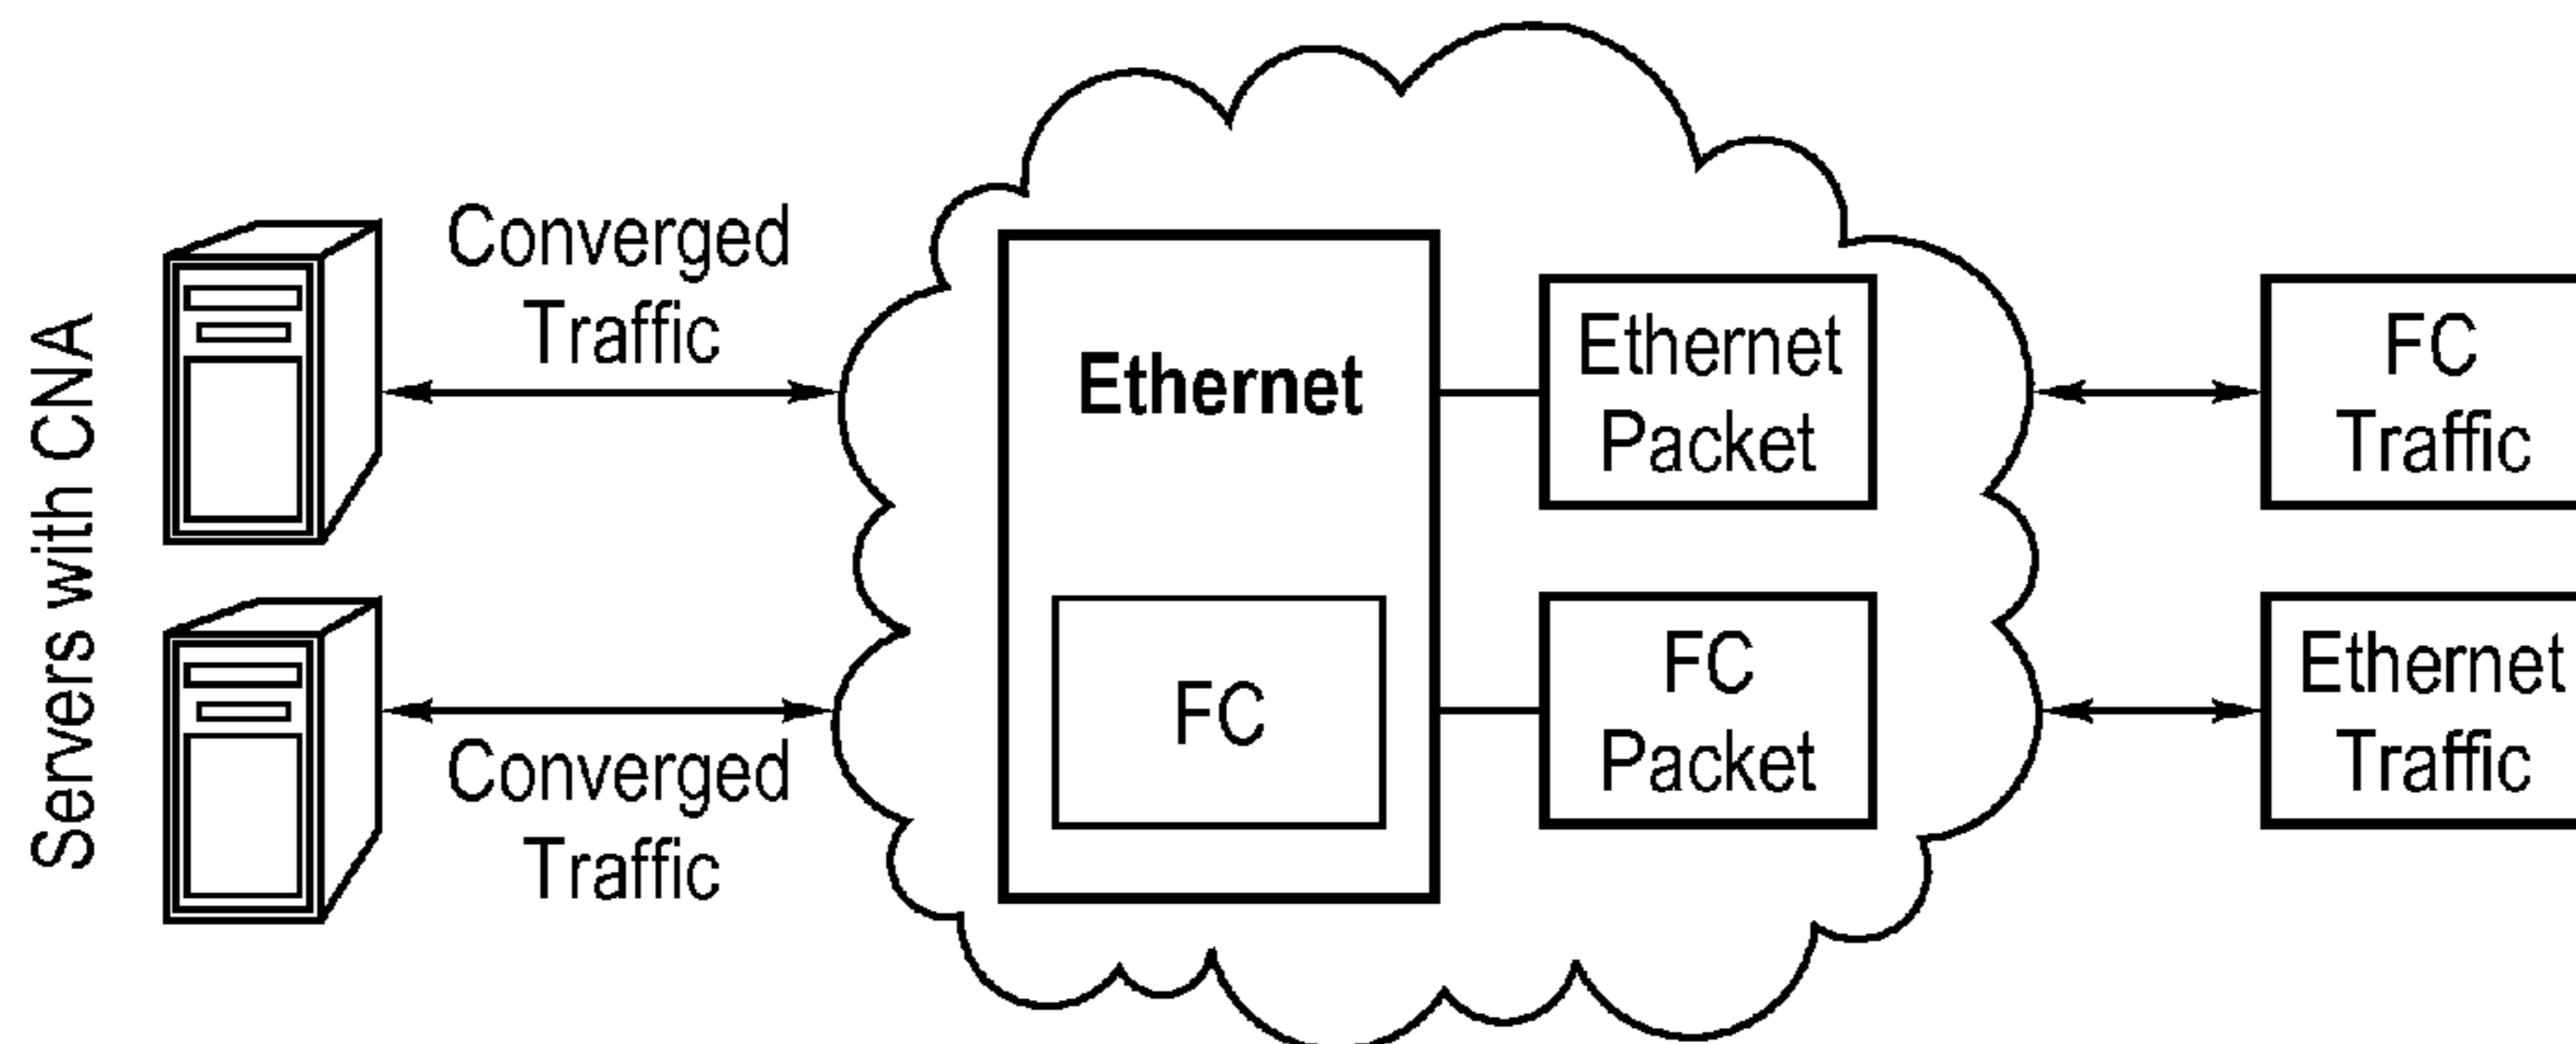 Servers with CNA
Converged
Traffic
Converged
Traffic
Ethernet
FC
Ethernet
Packet
FC
Packet
FC
Traffic
Ethernet
Traffic